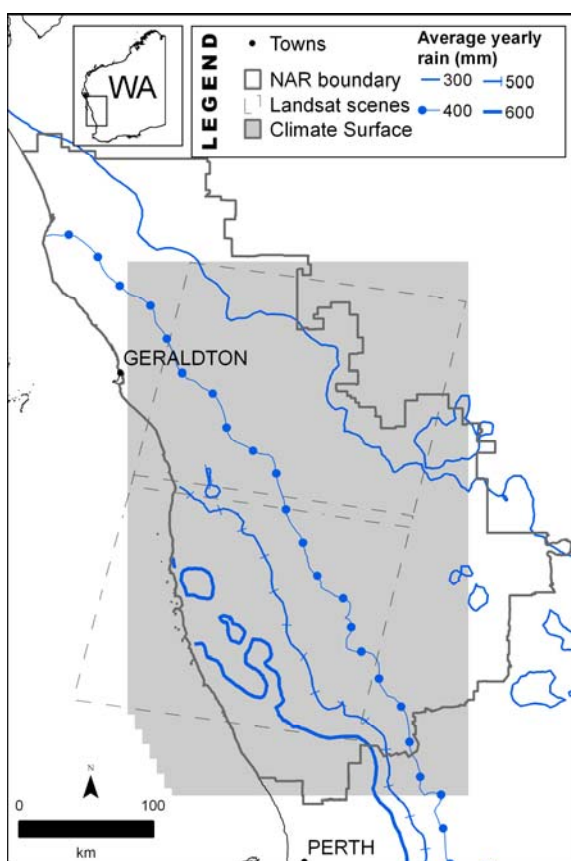 WA
LEGEND
Towns
NAR boundary
Landsat scenes
Climate Surface
Average yearly
rain (mm)
300
500
400
600
GERALDTON
N
0
100
km
PERTH